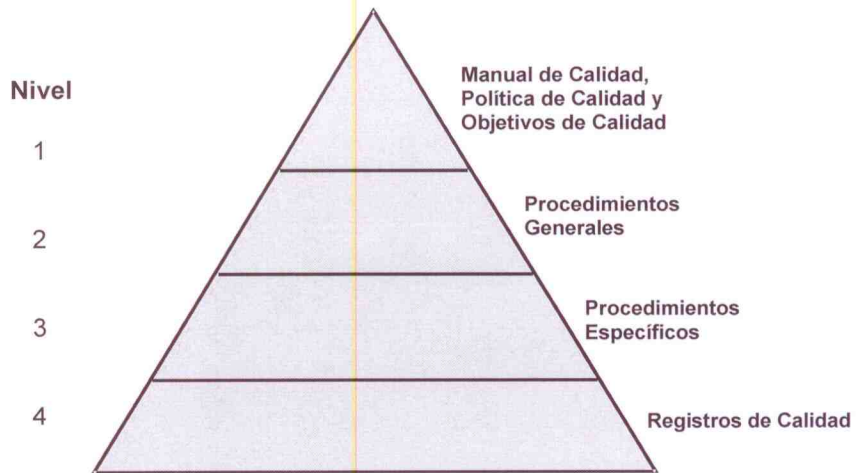 Nivel
Manual de Calidad,
Política de Calidad y
Objetivos de Calidad
1
Procedimientos
Generales
2
Procedimientos
Específicos
3
Registros de Calidad
4